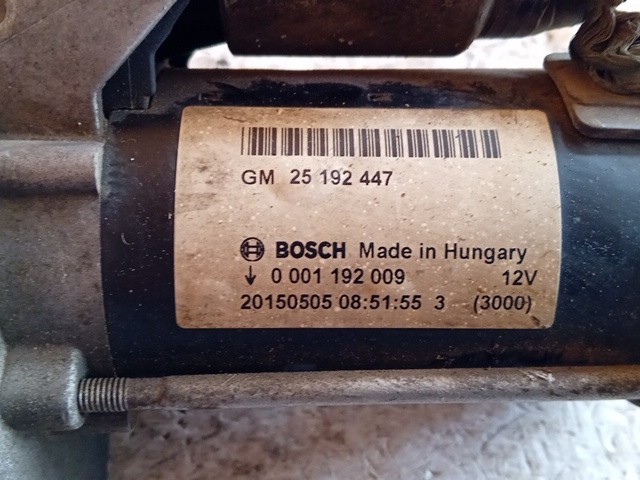 GM 25 192 447
BOSCH Made in Hungary
↓ 0 001 192 009 12V
20150505 08:51:55 3 (3000)